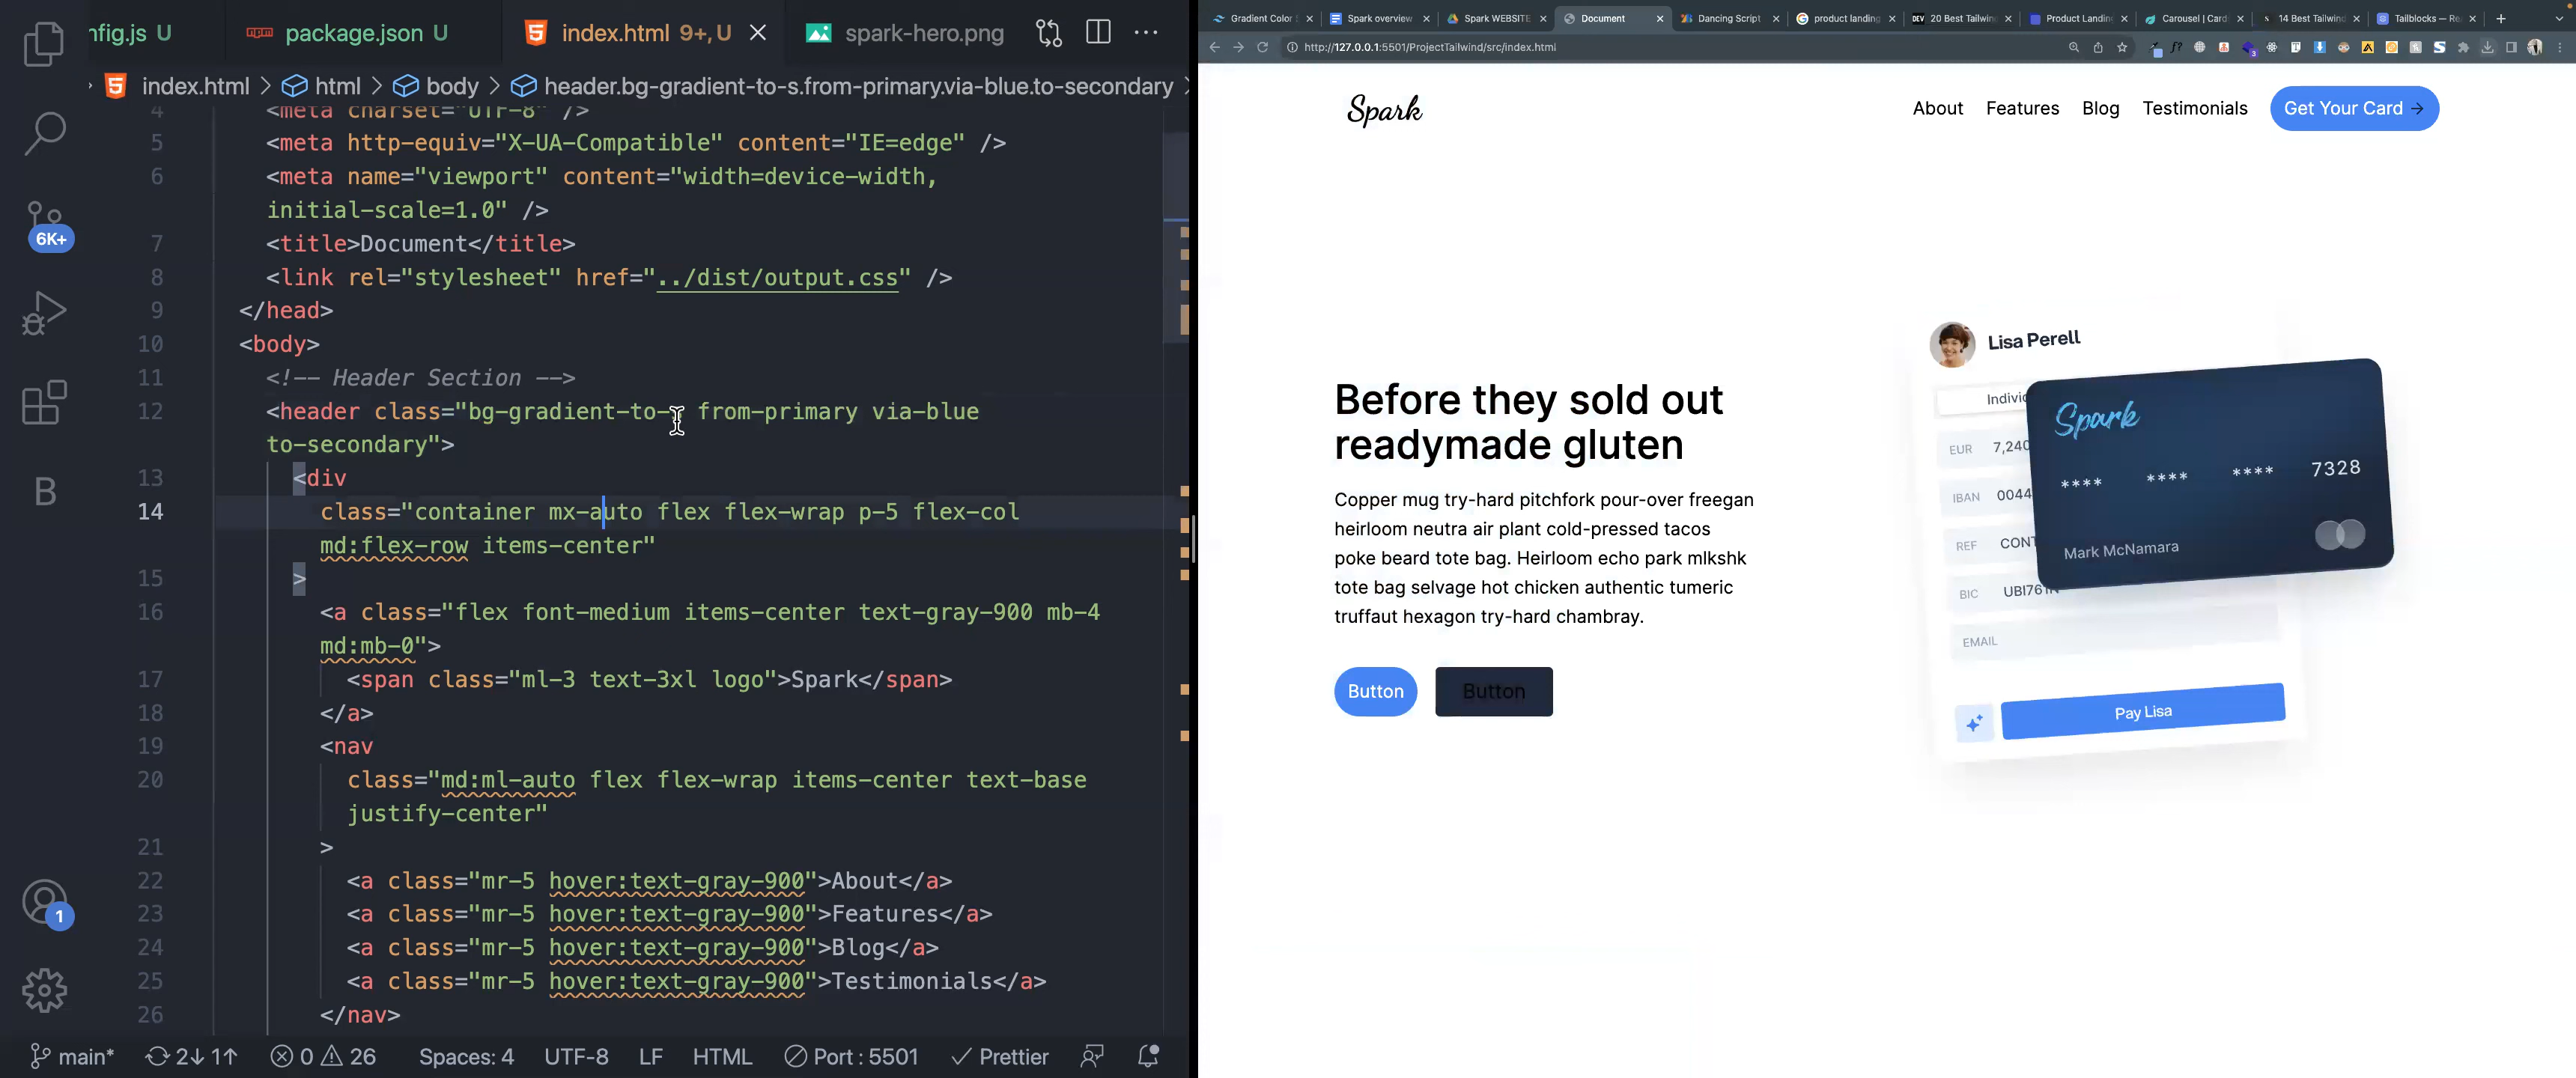 nfig.js U
package.json U
index.html 9+, U
spark-hero.png
index.html > html > body > header.bg-gradient-to-s.from-primary.via-blue.to-secondary >
4 <meta charset="UTF-8" />
5 <meta http-equiv="X-UA-Compatible" content="IE=edge" />
6 <meta name="viewport" content="width=device-width,
initial-scale=1.0" />
7 <title>Document</title>
8 <link rel="stylesheet" href="../dist/output.css" />
9 </head>
10 <body>
11 <!-- Header Section -->
12 <header class="bg-gradient-to-s from-primary via-blue
to-secondary">
13 <div
14 class="container mx-auto flex flex-wrap p-5 flex-col
md:flex-row items-center"
15 >
16 <a class="flex font-medium items-center text-gray-900 mb-4
md:mb-0">
17 <span class="ml-3 text-3xl logo">Spark</span>
18 </a>
19 <nav
20 class="md:ml-auto flex flex-wrap items-center text-base
justify-center"
21 >
22 <a class="mr-5 hover:text-gray-900">About</a>
23 <a class="mr-5 hover:text-gray-900">Features</a>
24 <a class="mr-5 hover:text-gray-900">Blog</a>
25 <a class="mr-5 hover:text-gray-900">Testimonials</a>
26 </nav>
6K+
B
1
main* 2↓ 1↑ 0 26 Spaces: 4 UTF-8 LF HTML Port : 5501 Prettier
Gradient Color
Spark overview
Spark WEBSITE
Document
Dancing Script
product landing
DEV 20 Best Tailwin
Product Landin
Carousel | Card
14 Best Tailwind
Tailblocks — Re
http://127.0.0.1:5501/ProjectTailwind/src/index.html
Spark
About Features Blog Testimonials Get Your Card →
Before they sold out
readymade gluten
Copper mug try-hard pitchfork pour-over freegan
heirloom neutra air plant cold-pressed tacos
poke beard tote bag. Heirloom echo park mlkshk
tote bag selvage hot chicken authentic tumeric
truffaut hexagon try-hard chambray.
Button Button
Lisa Perell
Individ
EUR 7,240
IBAN 0044
REF CONT
BIC UBI761N
EMAIL
Pay Lisa
Spark
**** **** **** 7328
Mark McNamara